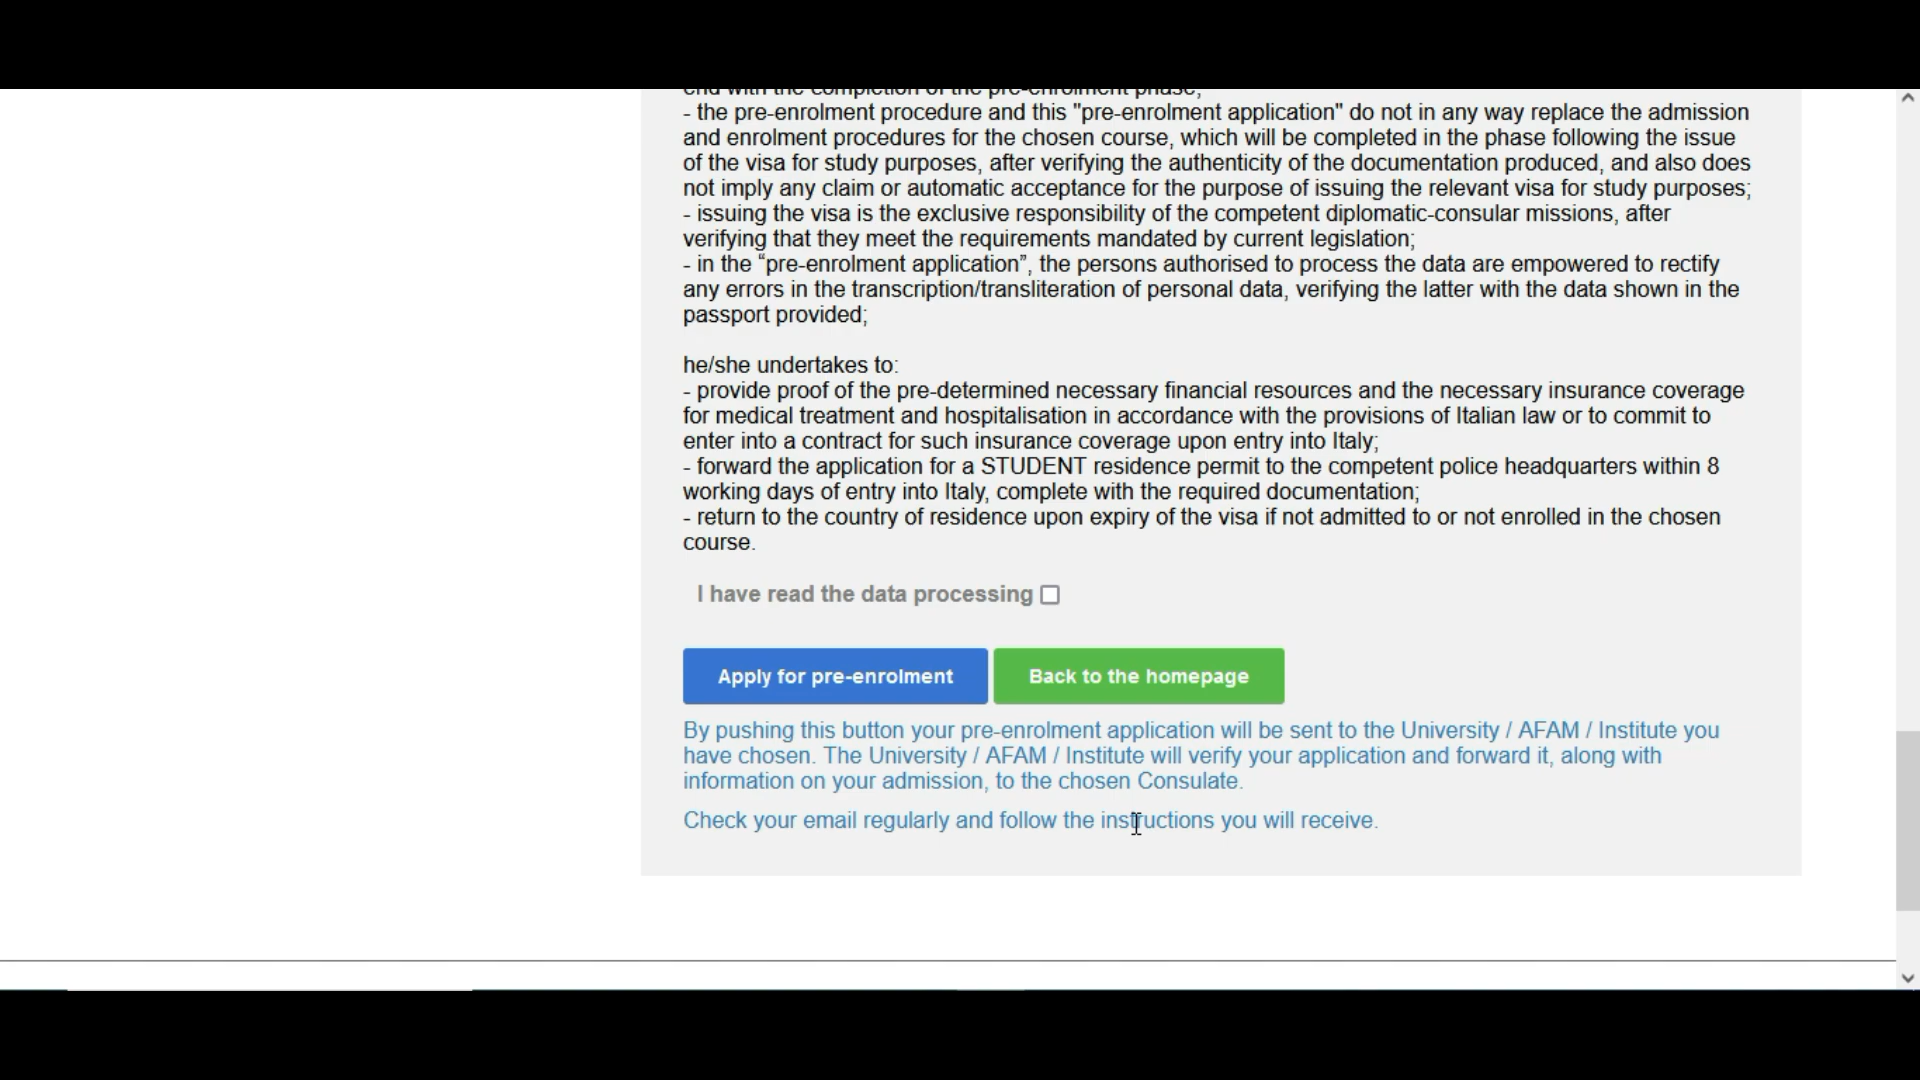 end with the completion of the pre-enrolment phase;
- the pre-enrolment procedure and this "pre-enrolment application" do not in any way replace the admission
and enrolment procedures for the chosen course, which will be completed in the phase following the issue
of the visa for study purposes, after verifying the authenticity of the documentation produced, and also does
not imply any claim or automatic acceptance for the purpose of issuing the relevant visa for study purposes;
- issuing the visa is the exclusive responsibility of the competent diplomatic-consular missions, after
verifying that they meet the requirements mandated by current legislation;
- in the “pre-enrolment application”, the persons authorised to process the data are empowered to rectify
any errors in the transcription/transliteration of personal data, verifying the latter with the data shown in the
passport provided;
he/she undertakes to:
- provide proof of the pre-determined necessary financial resources and the necessary insurance coverage
for medical treatment and hospitalisation in accordance with the provisions of Italian law or to commit to
enter into a contract for such insurance coverage upon entry into Italy;
- forward the application for a STUDENT residence permit to the competent police headquarters within 8
working days of entry into Italy, complete with the required documentation;
- return to the country of residence upon expiry of the visa if not admitted to or not enrolled in the chosen
course.
I have read the data processing
Apply for pre-enrolment Back to the homepage
By pushing this button your pre-enrolment application will be sent to the University / AFAM / Institute you
have chosen. The University / AFAM / Institute will verify your application and forward it, along with
information on your admission, to the chosen Consulate.
Check your email regularly and follow the instructions you will receive.